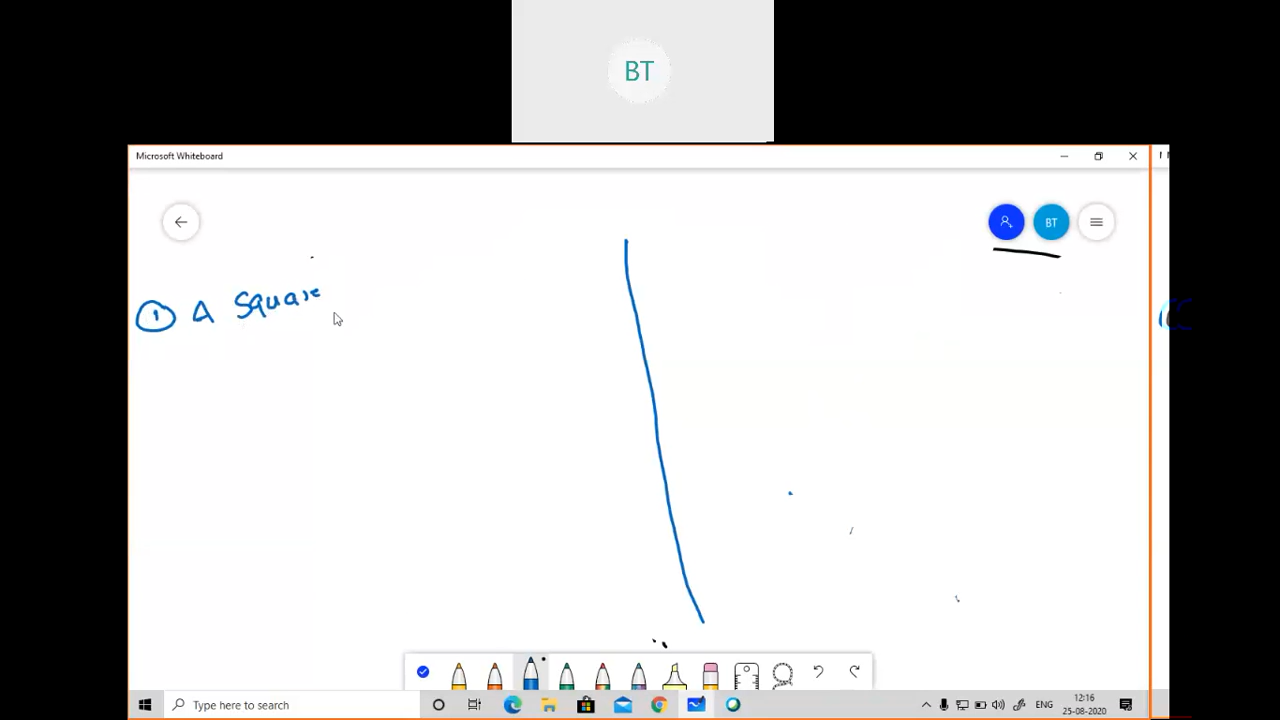 BT
Microsoft Whiteboard
BT
① A Square
Type here to search
ENG
12:16
25-08-2020